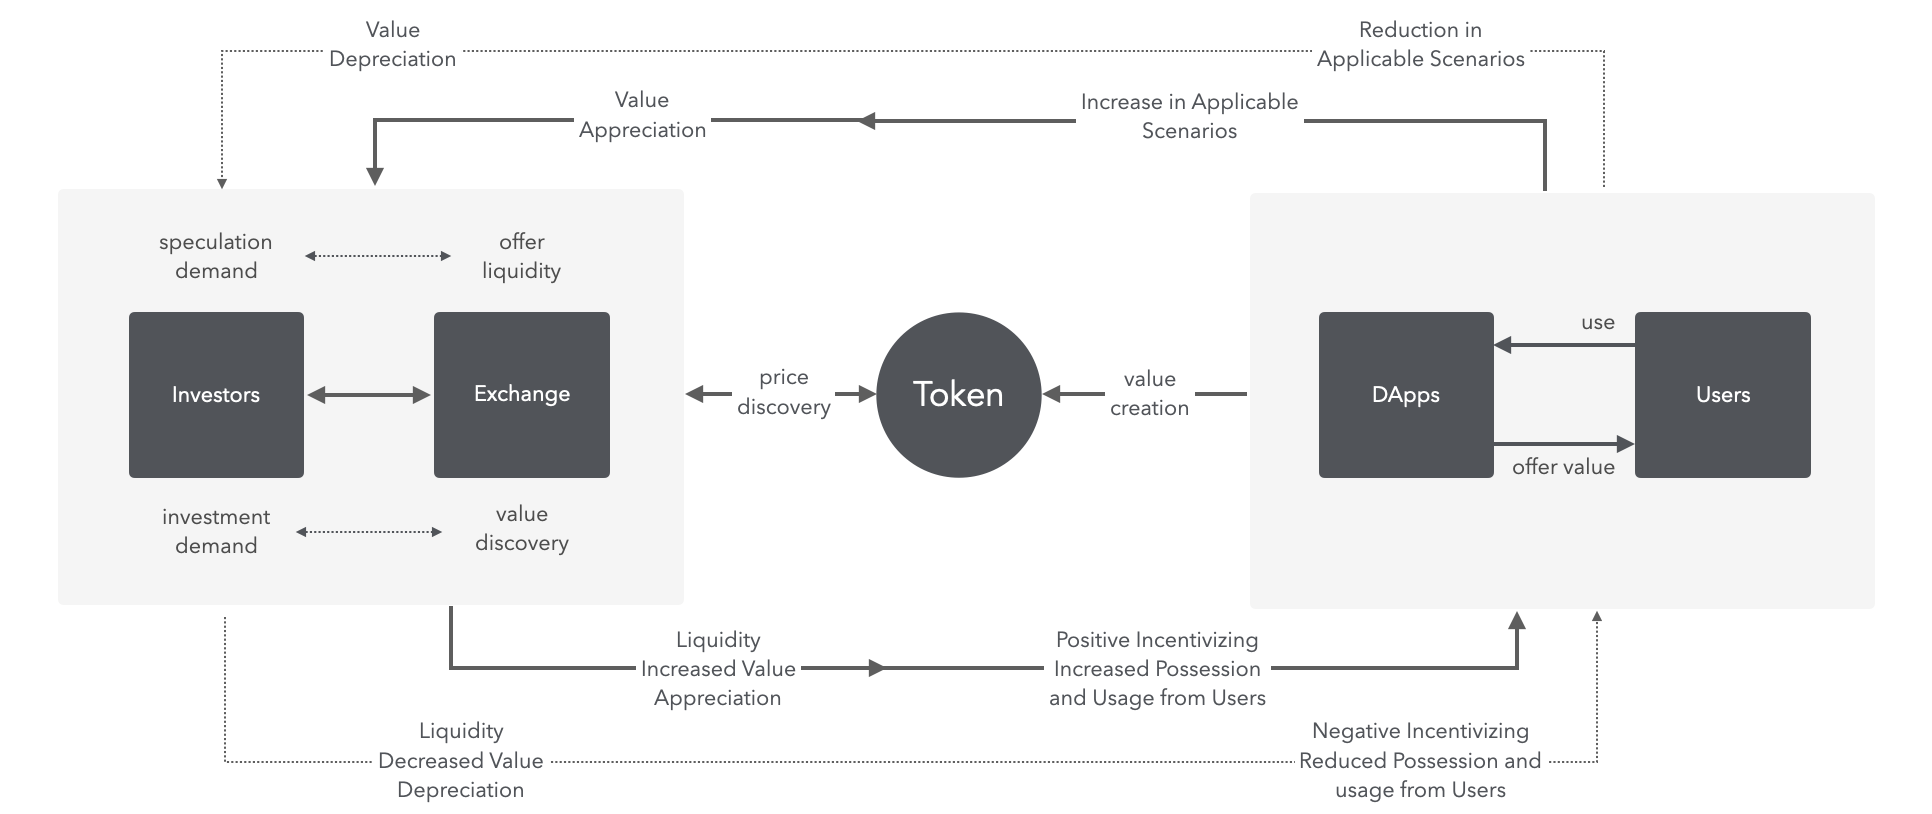 Value
Depreciation
Reduction in
Applicable Scenarios
Value
Appreciation
Increase in Applicable
Scenarios
speculation
demand
offer
liquidity
Investors
Exchange
investment
demand
value
discovery
price
discovery
Token
value
creation
DApps
use
offer value
Users
Liquidity
Increased Value
Appreciation
Positive Incentivizing
Increased Possession
and Usage from Users
Liquidity
Decreased Value
Depreciation
Negative Incentivizing
Reduced Possession and
usage from Users